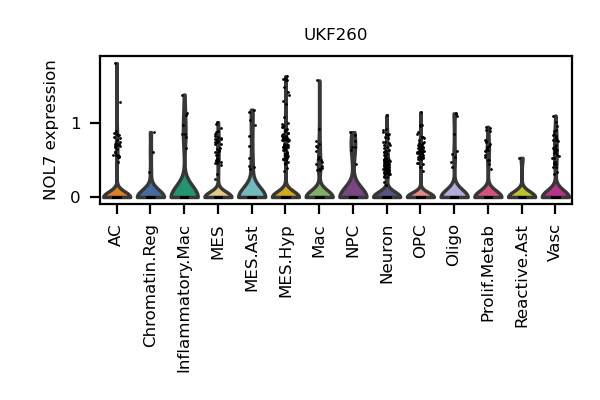 UKF260
NOL7 expression
1
0
AC
Chromatin.Reg
Inflammatory.Mac
MES
MES.Ast
MES.Hyp
Mac
NPC
Neuron
OPC
Oligo
Prolif.Metab
Reactive.Ast
Vasc